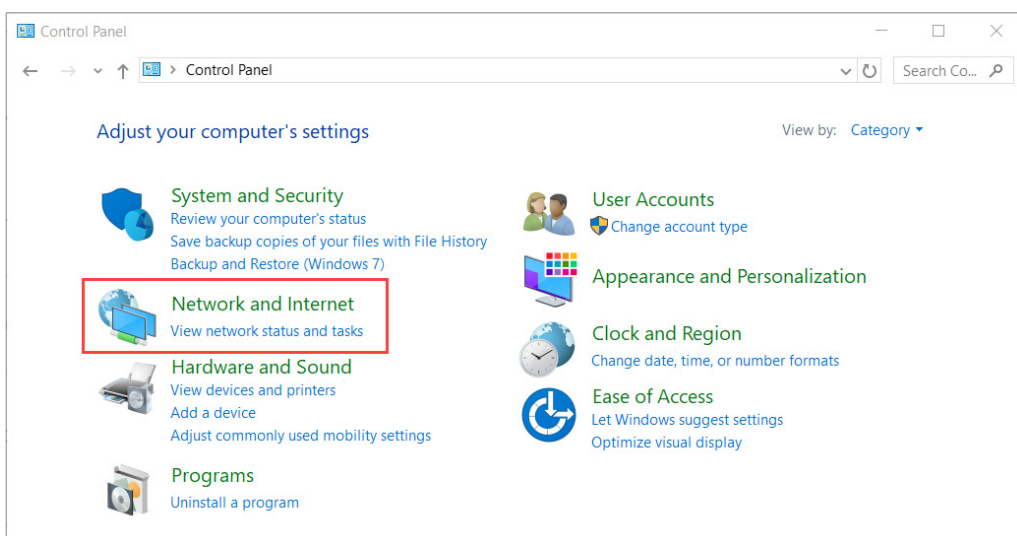 Control Panel
Control Panel
Search Co...
Adjust your computer's settings
View by: Category
System and Security
Review your computer's status
Save backup copies of your files with File History
Backup and Restore (Windows 7)
Network and Internet
View network status and tasks
Hardware and Sound
View devices and printers
Add a device
Adjust commonly used mobility settings
Programs
Uninstall a program
User Accounts
Change account type
Appearance and Personalization
Clock and Region
Change date, time, or number formats
Ease of Access
Let Windows suggest settings
Optimize visual display